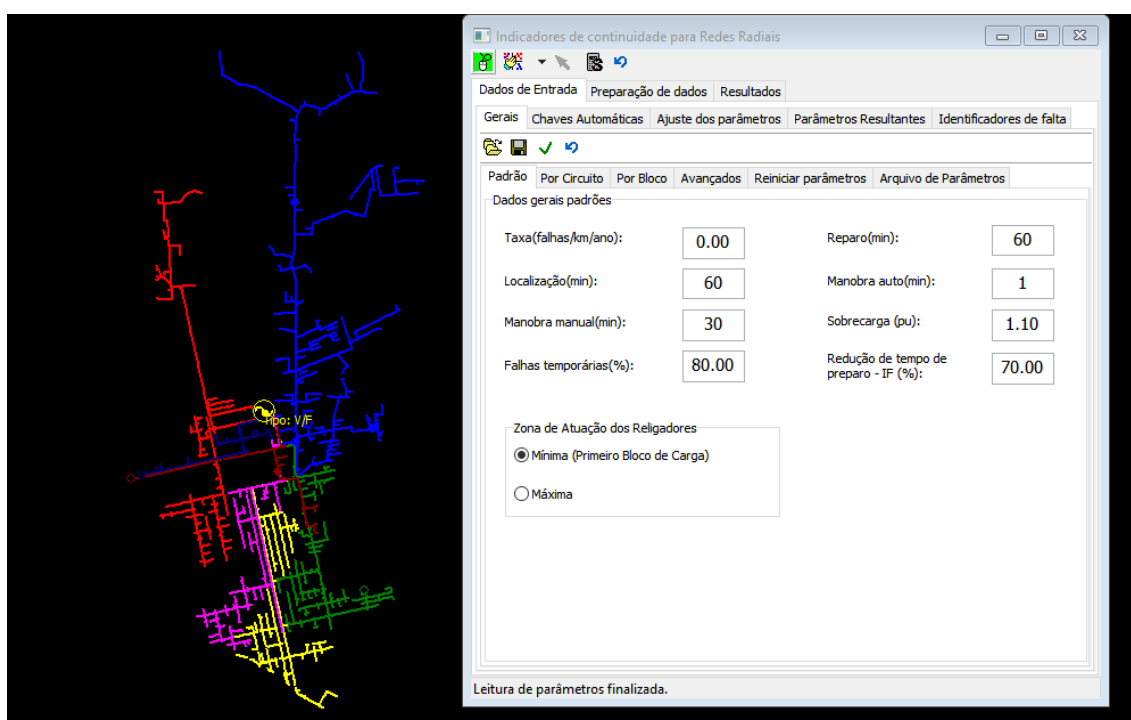 Indicadores de continuidade para Redes Radiais
Dados de Entrada Preparação de dados Resultados
Gerais Chaves Automáticas Ajuste dos parâmetros Parâmetros Resultantes Identificadores de falta
Padrão Por Circuito Por Bloco Avançados Reiniciar parâmetros Arquivo de Parâmetros
Dados gerais padrões
Taxa(falhas/km/ano): 0.00 Reparo(min): 60
Localização(min): 60 Manobra auto(min): 1
Manobra manual(min): 30 Sobrecarga (pu): 1.10
Falhas temporárias(%): 80.00 Redução de tempo de
preparo - IF (%): 70.00
Tipo: V/F
Zona de Atuação dos Religadores
Mínima (Primeiro Bloco de Carga)
Máxima
Leitura de parâmetros finalizada.